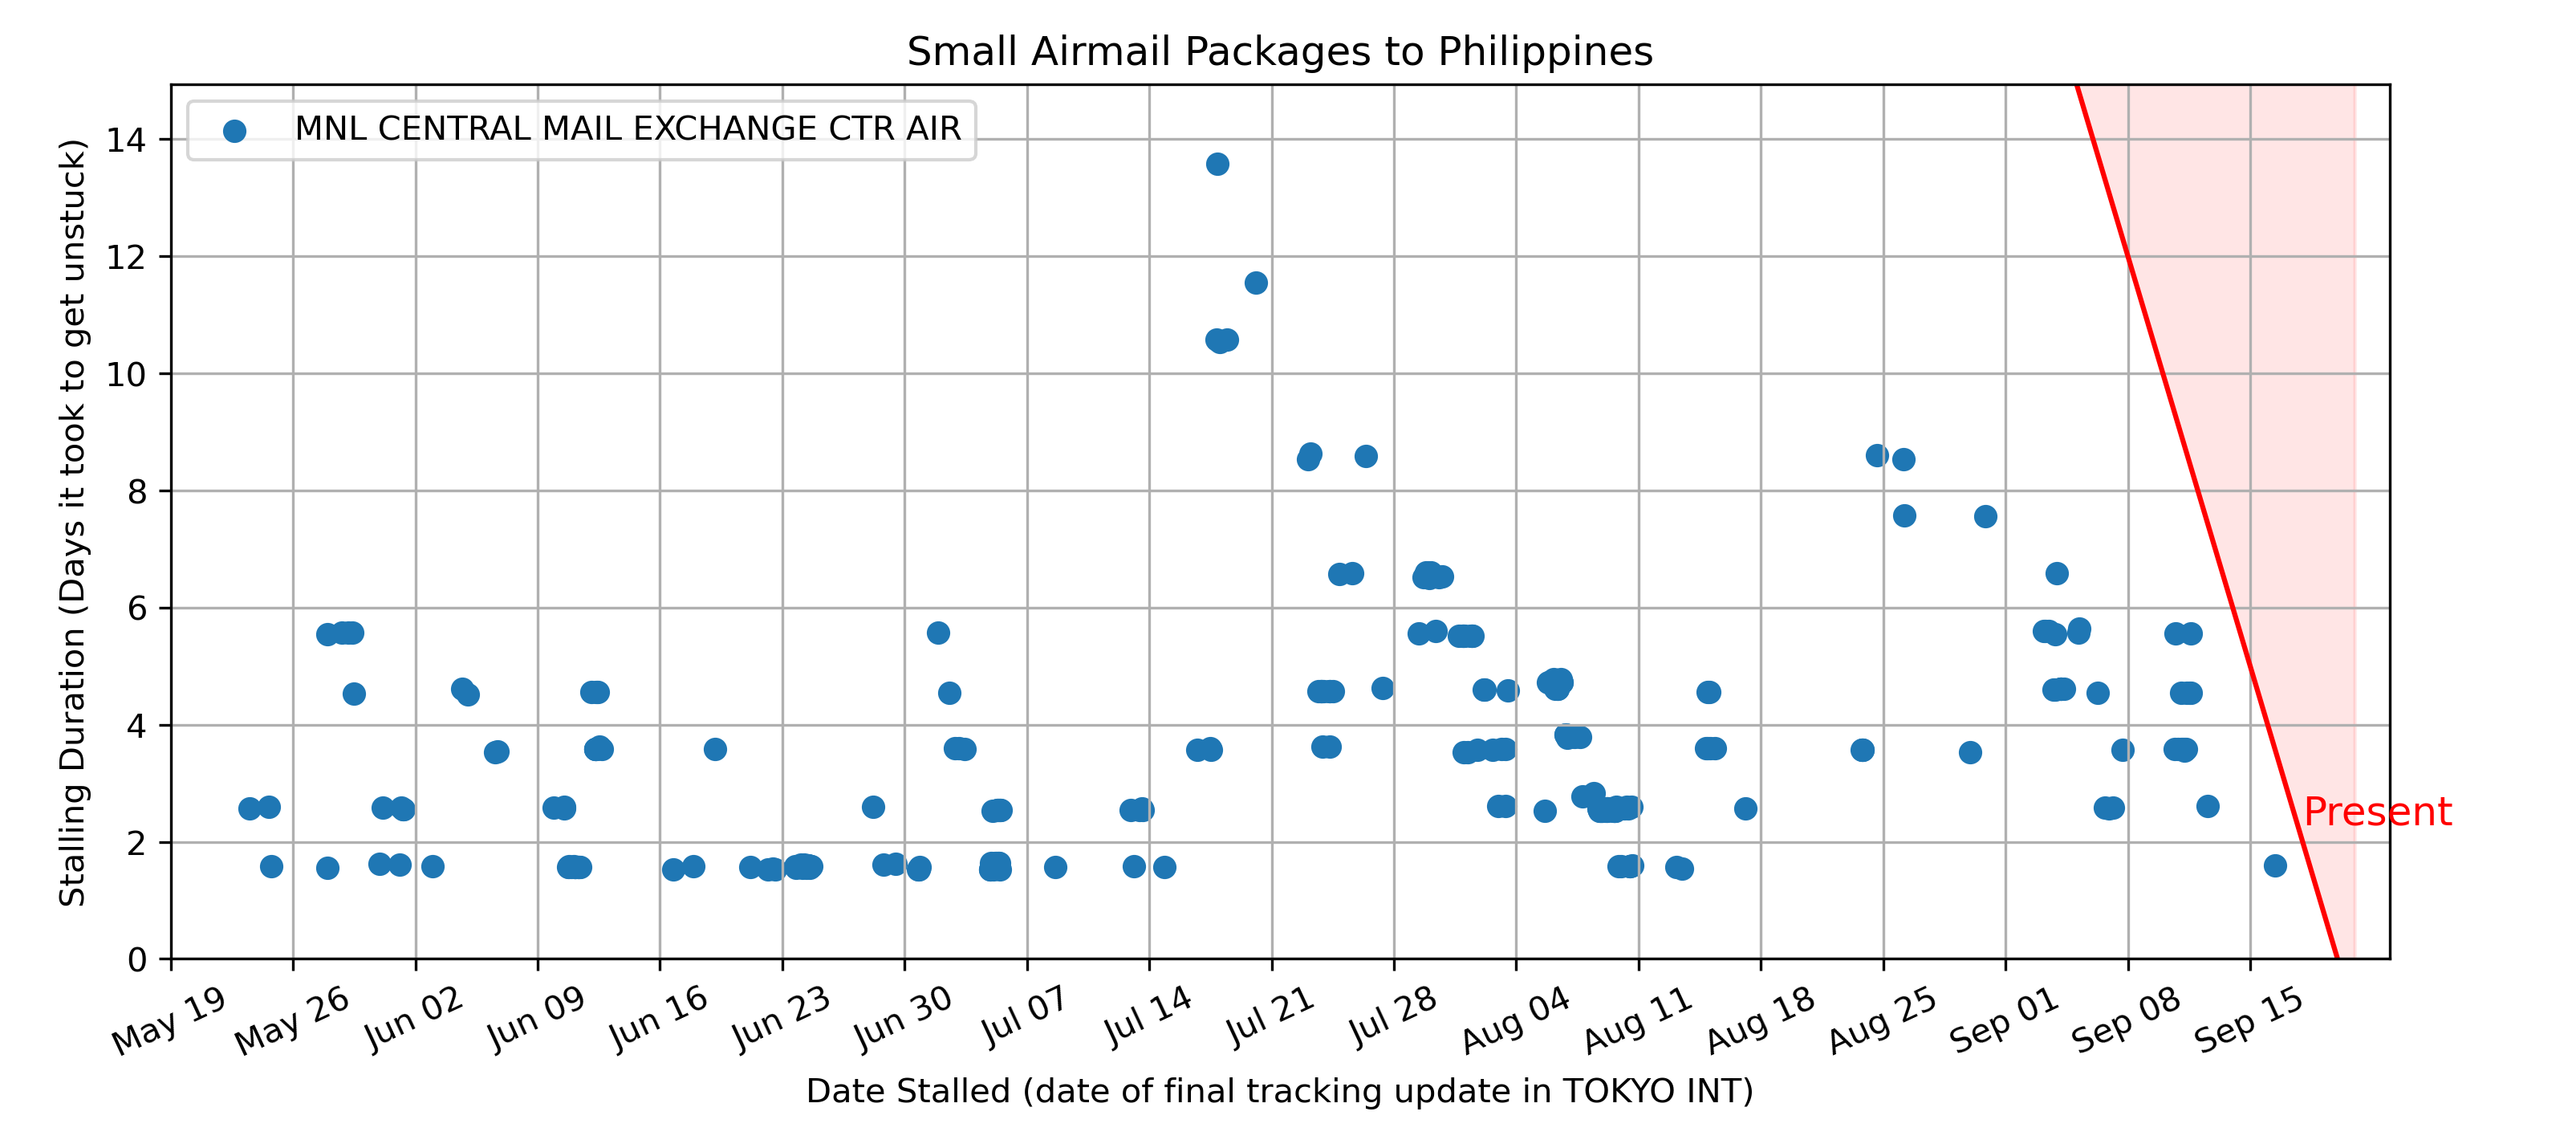 Small Airmail Packages to Philippines
MNL CENTRAL MAIL EXCHANGE CTR AIR
Stalling Duration (Days it took to get unstuck)
14
12
10
8
6
4
2
0
Present
May 19
May 26
Jun 02
Jun 09
Jun 16
Jun 23
Jun 30
Jul 07
Jul 14
Jul 21
Jul 28
Aug 04
Aug 11
Aug 18
Aug 25
Sep 01
Sep 08
Sep 15
Date Stalled (date of final tracking update in TOKYO INT)